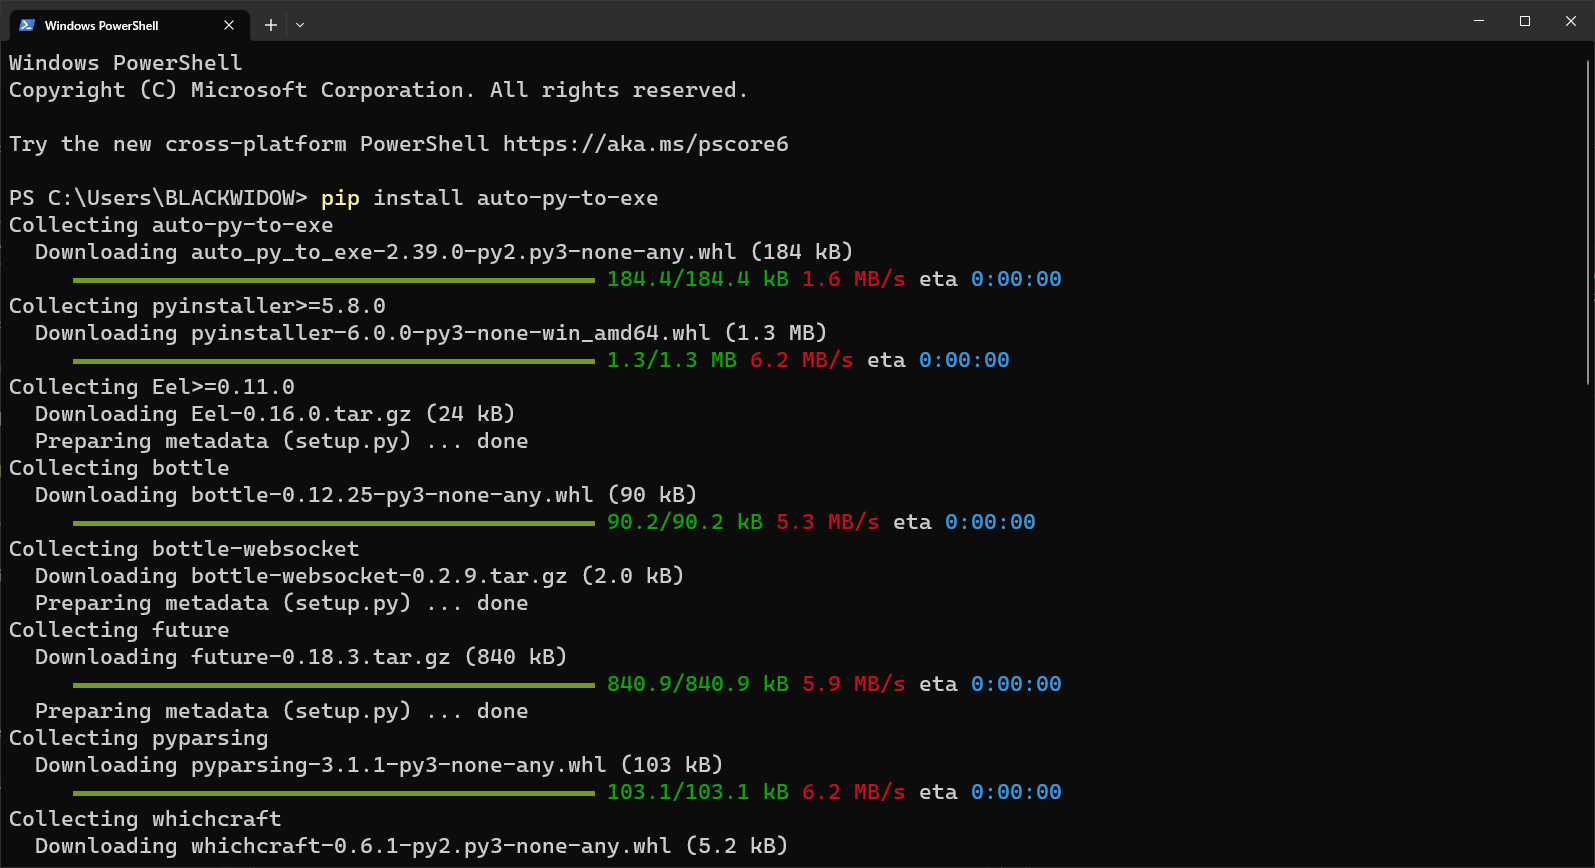 Windows PowerShell
Windows PowerShell
Copyright (C) Microsoft Corporation. All rights reserved.
Try the new cross-platform PowerShell https://aka.ms/pscore6
PS C:\Users\BLACKWIDOW> pip install auto-py-to-exe
Collecting auto-py-to-exe
  Downloading auto_py_to_exe-2.39.0-py2.py3-none-any.whl (184 kB)
184.4/184.4 kB 1.6 MB/s eta 0:00:00
Collecting pyinstaller>=5.8.0
  Downloading pyinstaller-6.0.0-py3-none-win_amd64.whl (1.3 MB)
1.3/1.3 MB 6.2 MB/s eta 0:00:00
Collecting Eel>=0.11.0
  Downloading Eel-0.16.0.tar.gz (24 kB)
  Preparing metadata (setup.py) ... done
Collecting bottle
  Downloading bottle-0.12.25-py3-none-any.whl (90 kB)
90.2/90.2 kB 5.3 MB/s eta 0:00:00
Collecting bottle-websocket
  Downloading bottle-websocket-0.2.9.tar.gz (2.0 kB)
  Preparing metadata (setup.py) ... done
Collecting future
  Downloading future-0.18.3.tar.gz (840 kB)
840.9/840.9 kB 5.9 MB/s eta 0:00:00
  Preparing metadata (setup.py) ... done
Collecting pyparsing
  Downloading pyparsing-3.1.1-py3-none-any.whl (103 kB)
103.1/103.1 kB 6.2 MB/s eta 0:00:00
Collecting whichcraft
  Downloading whichcraft-0.6.1-py2.py3-none-any.whl (5.2 kB)